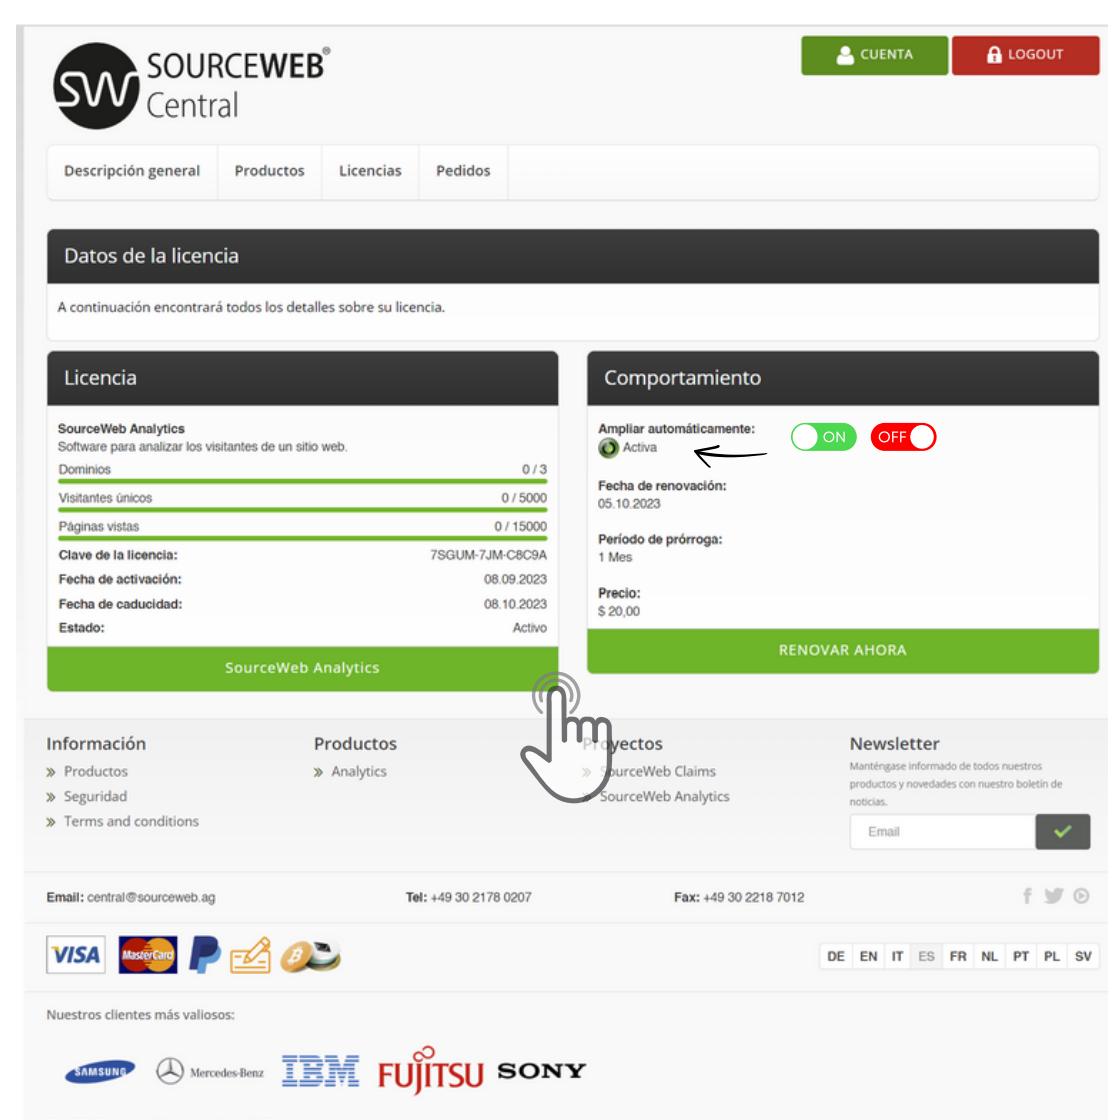 SW SOURCEWEB®
Central
CUENTA
LOGOUT
Descripción general Productos Licencias Pedidos
Datos de la licencia
A continuación encontrará todos los detalles sobre su licencia.
Licencia
SourceWeb Analytics
Software para analizar los visitantes de un sitio web.
Dominios 0 / 3
Visitantes únicos 0 / 5000
Páginas vistas 0 / 15000
Clave de la licencia: 7SGUM-7JM-C8C9A
Fecha de activación: 08.09.2023
Fecha de caducidad: 08.10.2023
Estado: Activo
SourceWeb Analytics
Comportamiento
Ampliar automáticamente:
Activa
ON OFF
Fecha de renovación:
05.10.2023
Período de prórroga:
1 Mes
Precio:
$ 20,00
RENOVAR AHORA
Información
» Productos
» Seguridad
» Terms and conditions
Productos
» Analytics
Proyectos
» SourceWeb Claims
» SourceWeb Analytics
Newsletter
Manténgase informado de todos nuestros
productos y novedades con nuestro boletín de
noticias.
Email
Email: central@sourceweb.ag Tel: +49 30 2178 0207 Fax: +49 30 2218 7012
VISA MasterCard
DE EN IT ES FR NL PT PL SV
Nuestros clientes más valiosos:
SAMSUNG Mercedes-Benz IBM FUJITSU SONY